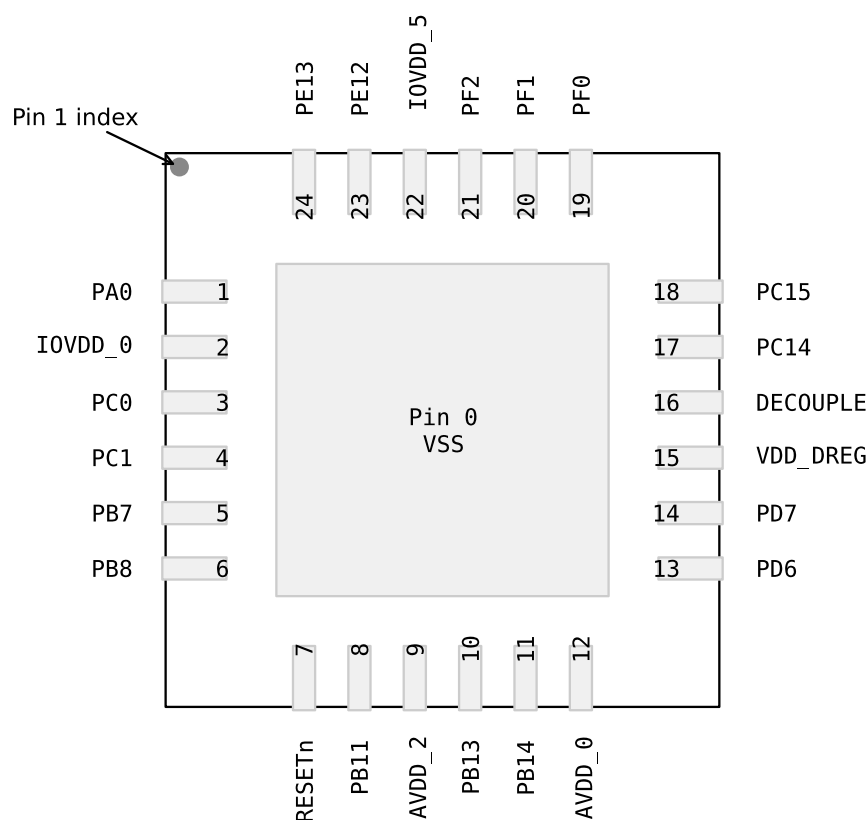 PE13 PE12 IOVDD_5 PF2 PF1 PF0
Pin 1 index
24 23 22 21 20 19
PA0 1 18 PC15
IOVDD_0 2 17 PC14
PC0 3 16 DECOUPLE
PC1 4 15 VDD_DREG
PB7 5 14 PD7
PB8 6 13 PD6
Pin 0
VSS
7 8 9 10 11 12
RESETn PB11 AVDD_2 PB13 PB14 AVDD_0